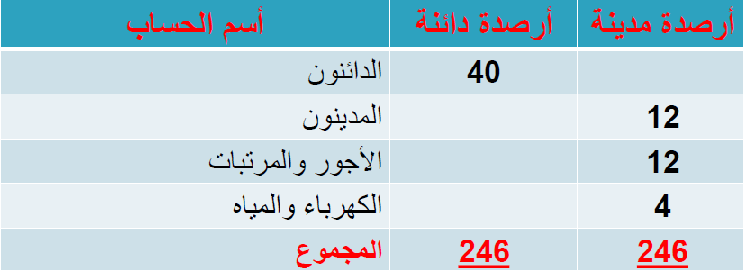 أرصدة مدينة أرصدة دائنة أسم الحساب
40 الدائنون
12 المدينون
12 الأجور والمرتبات
4 الكهرباء والمياه
246 246 المجموع